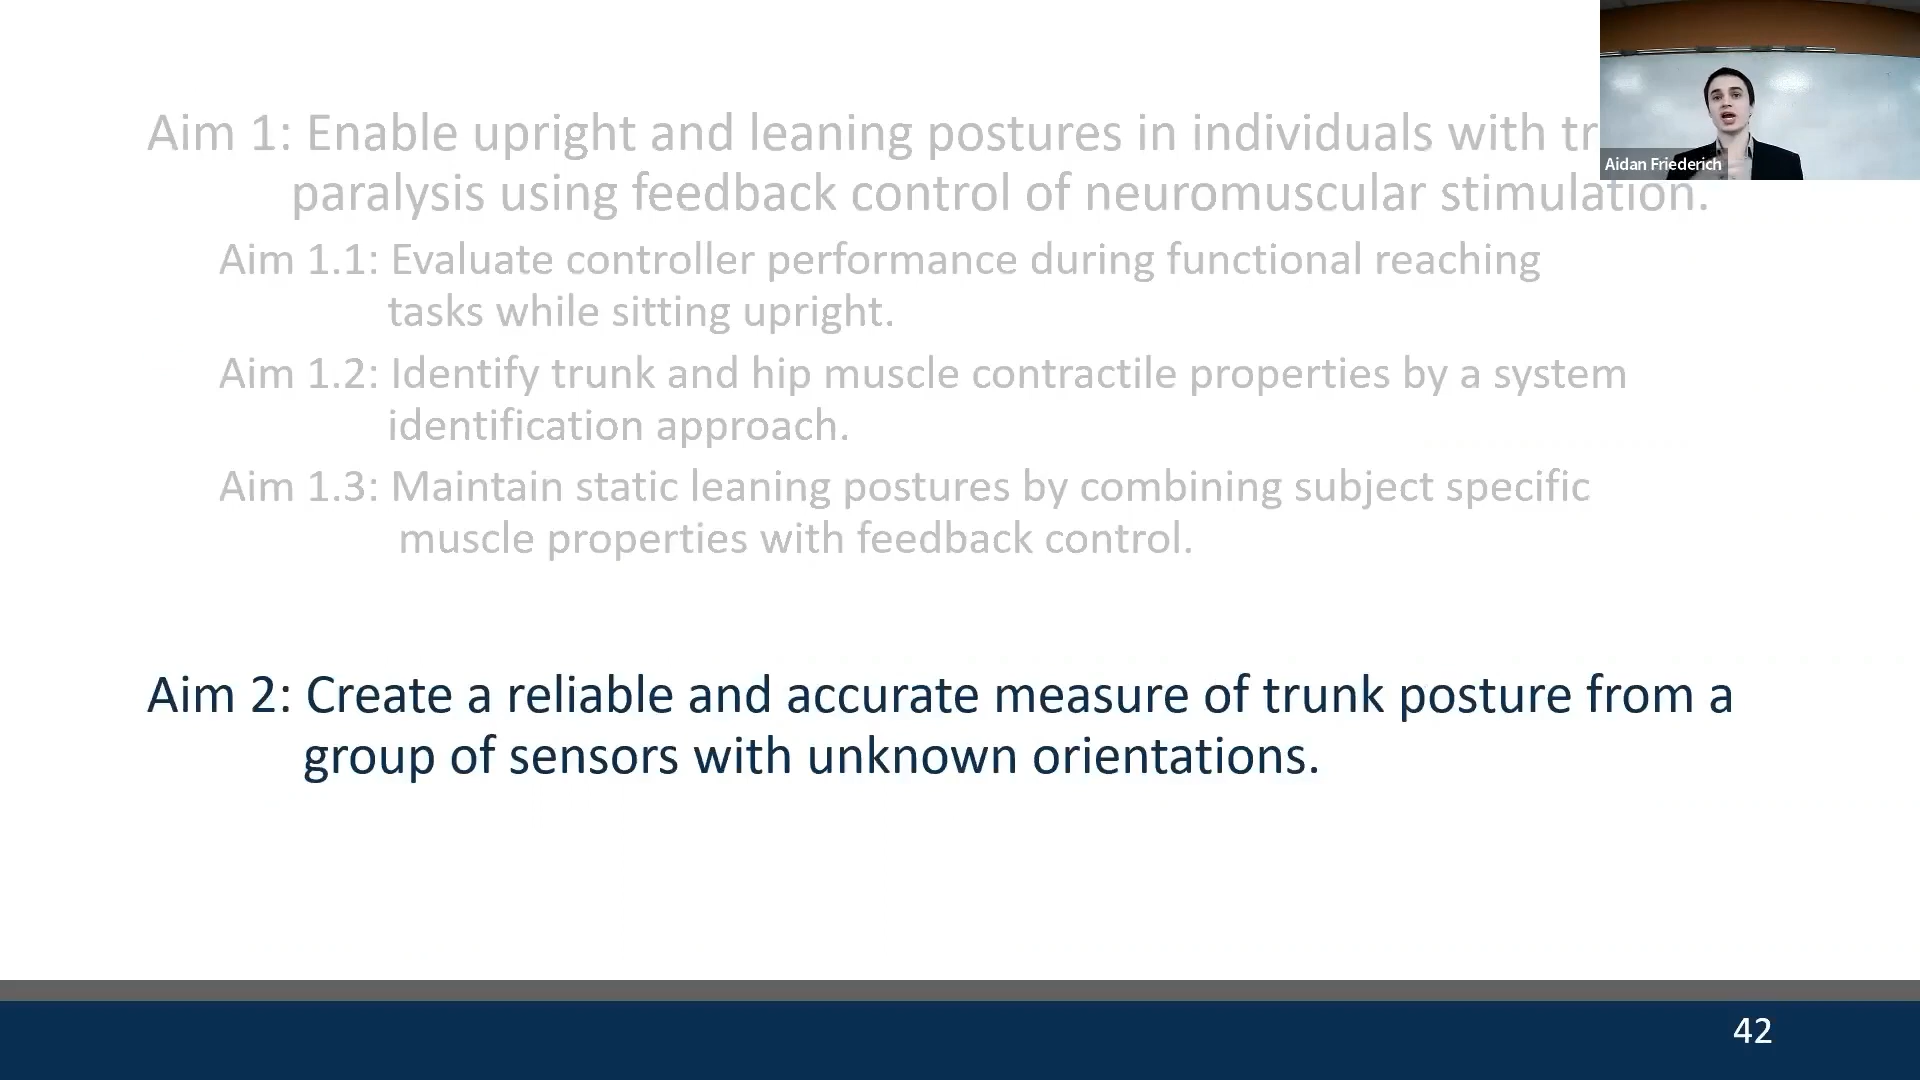 Aim 1: Enable upright and leaning postures in individuals with
paralysis using feedback control of neuromuscular stimulation.
Aim 1.1: Evaluate controller performance during functional reaching
tasks while sitting upright.
Aim 1.2: Identify trunk and hip muscle contractile properties by a system
identification approach.
Aim 1.3: Maintain static leaning postures by combining subject specific
muscle properties with feedback control.
Aim 2: Create a reliable and accurate measure of trunk posture from a
group of sensors with unknown orientations.
Aidan Friederich
42